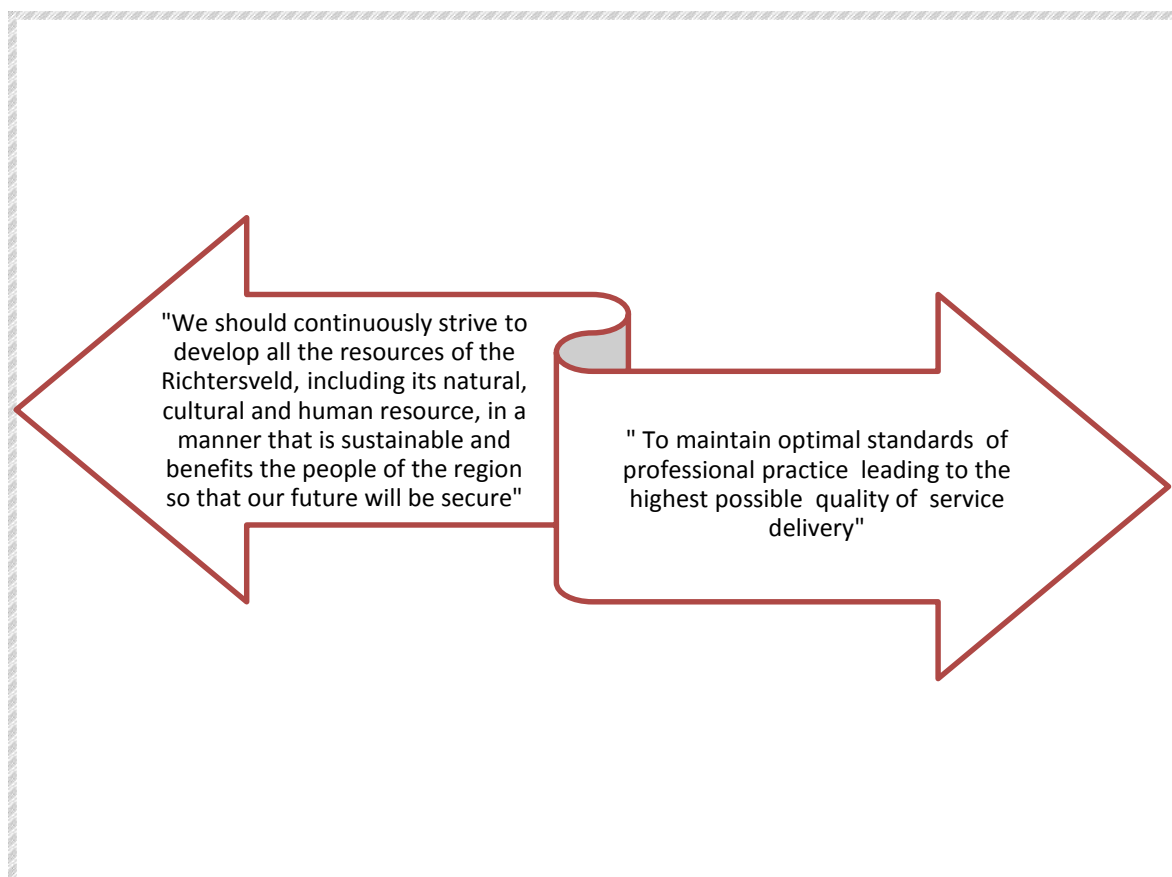 "We should continuously strive to
develop all the resources of the
Richtersveld, including its natural,
cultural and human resource, in a
manner that is sustainable and
benefits the people of the region
so that our future will be secure"
" To maintain optimal standards  of
professional practice  leading to the
highest possible  quality of  service
delivery"